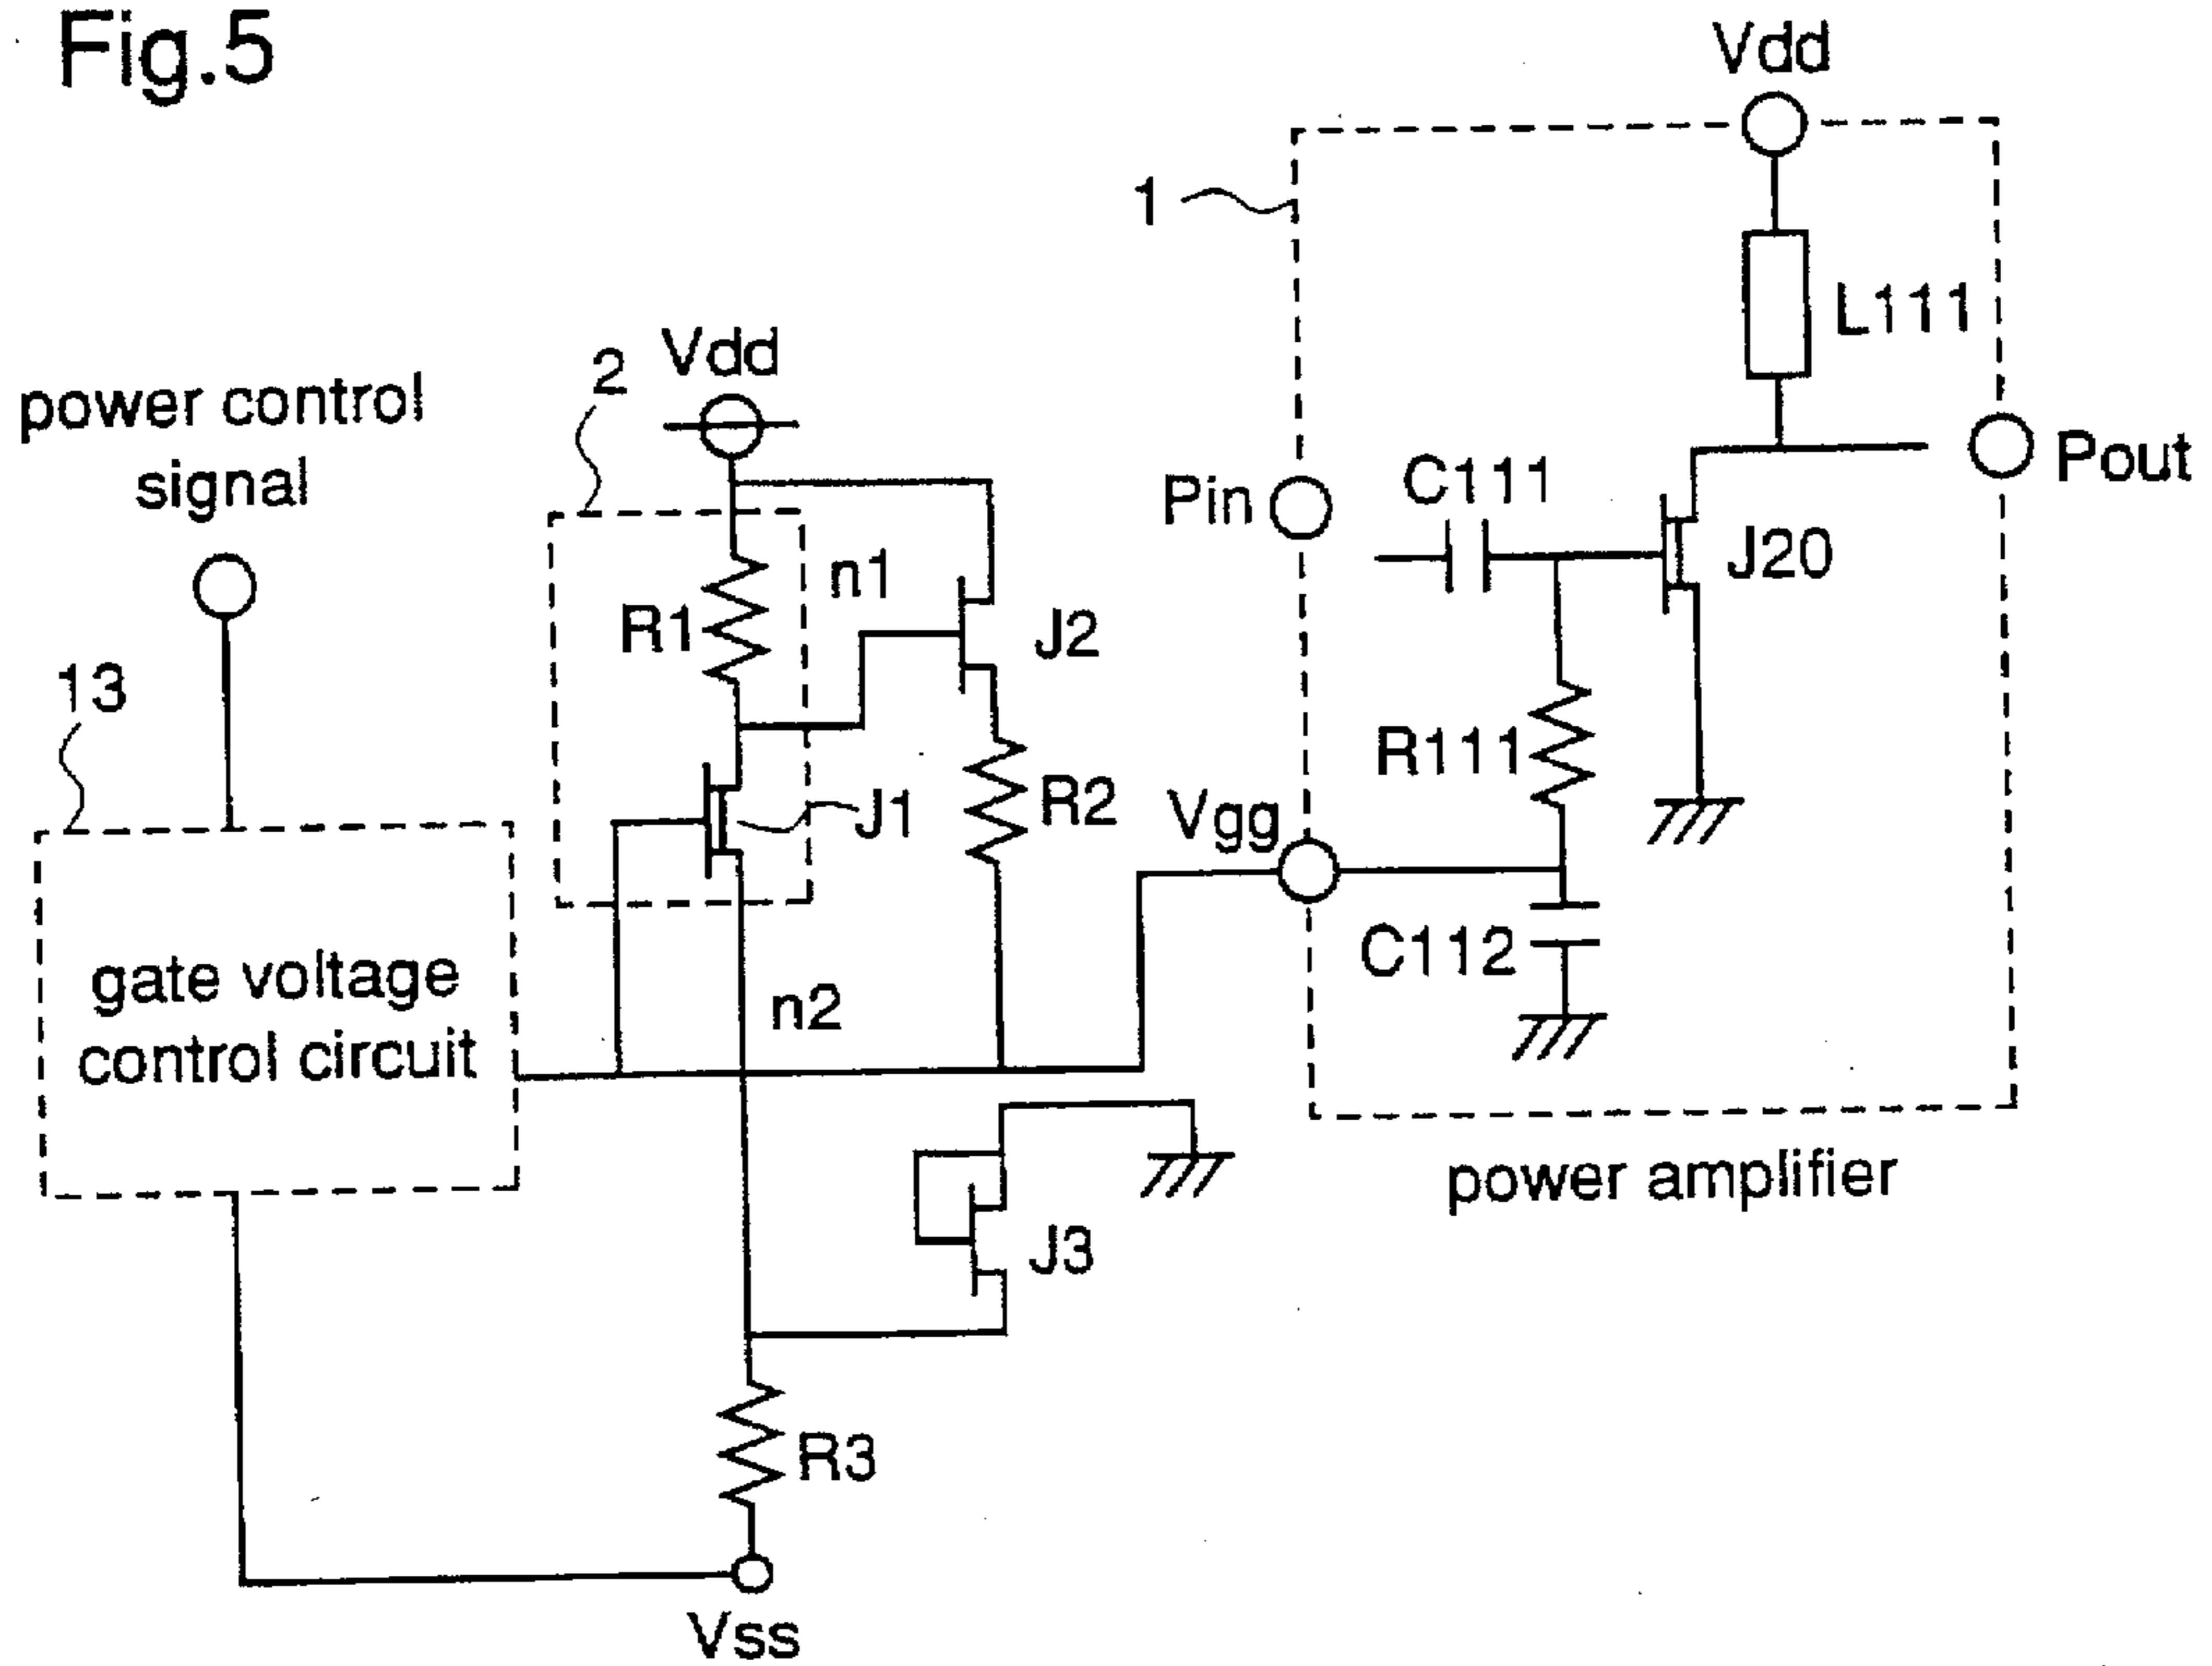 Fig.5
Vdd
1
L111
2
Vdd
power control
signal
Pout
C111
Pin
n1
J20
R1
J2
13
R111
R2
J1
Vgg
C112
gate voltage
control circuit
n2
power amplifier
J3
R3
Vss